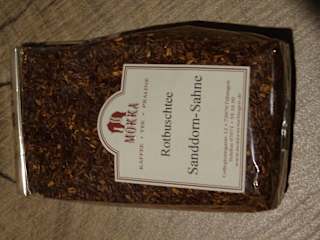 MOKKA
KAFFEE • TEE • PRALINE
Rotbuschtee
Sanddorn-Sahne